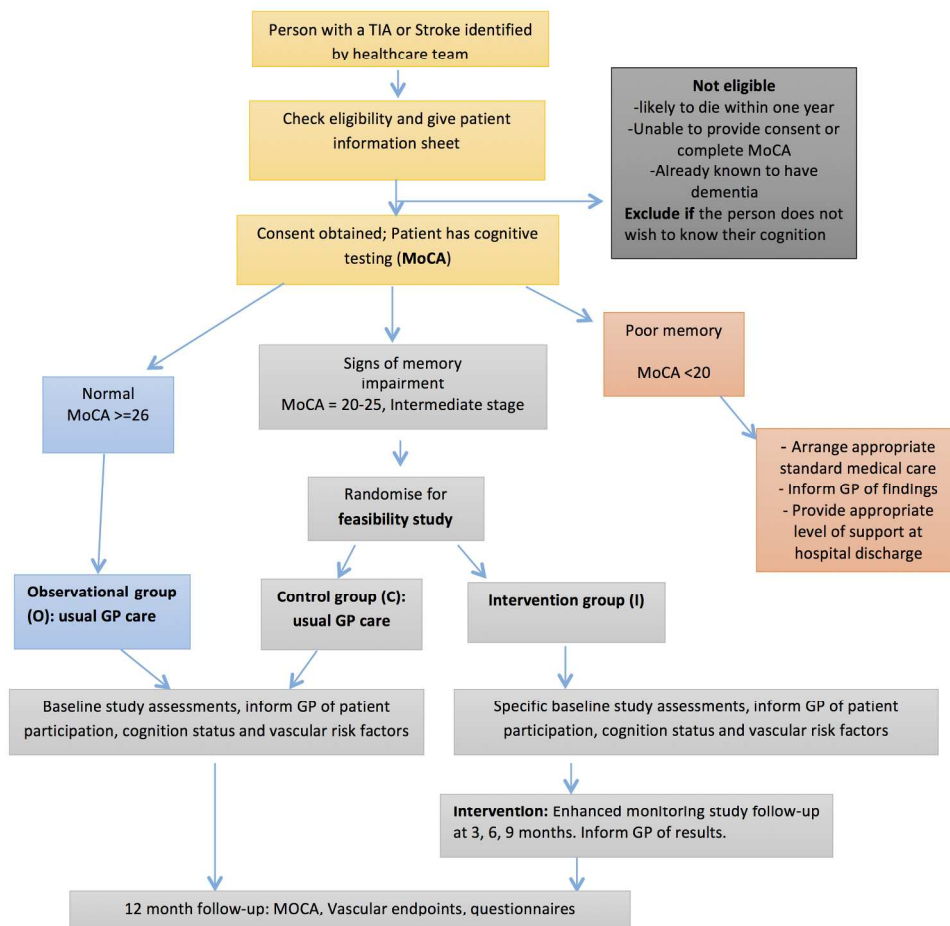 Person with a TIA or Stroke identified
by healthcare team
Check eligibility and give patient
information sheet
Not eligible
-likely to die within one year
-Unable to provide consent or
complete MoCA
-Already known to have
dementia
Exclude if the person does not
wish to know their cognition
Consent obtained; Patient has cognitive
testing (MoCA)
Normal
MoCA >=26
Signs of memory
impairment
MoCA = 20-25, Intermediate stage
Poor memory
MoCA <20
- Arrange appropriate
standard medical care
- Inform GP of findings
- Provide appropriate
level of support at
hospital discharge
Randomise for
feasibility study
Observational group
(O): usual GP care
Control group (C):
usual GP care
Intervention group (I)
Baseline study assessments, inform GP of patient
participation, cognition status and vascular risk factors
Specific baseline study assessments, inform GP of patient
participation, cognition status and vascular risk factors
Intervention: Enhanced monitoring study follow-up
at 3, 6, 9 months. Inform GP of results.
12 month follow-up: MOCA, Vascular endpoints, questionnaires